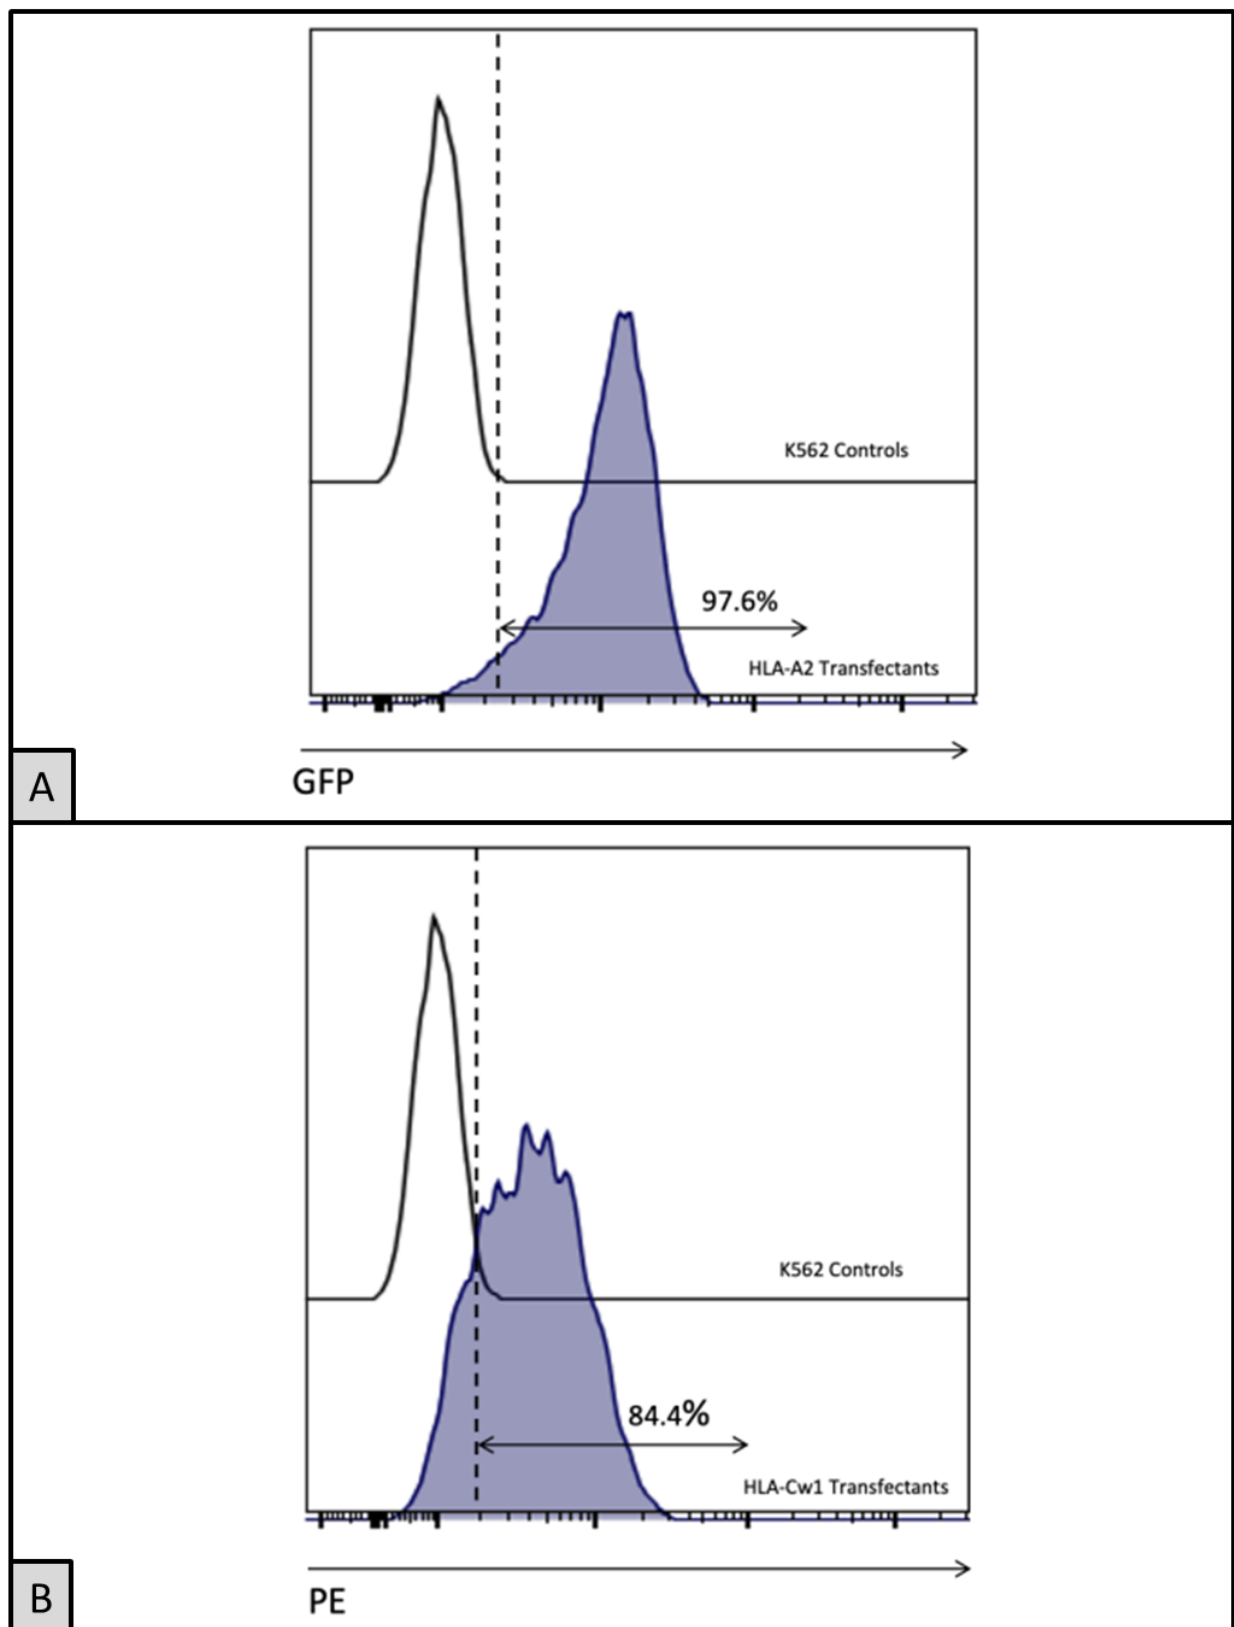 K562 Controls
97.6%
HLA-A2 Transfectants
GFP
A
K562 Controls
84.4%
HLA-Cw1 Transfectants
PE
B